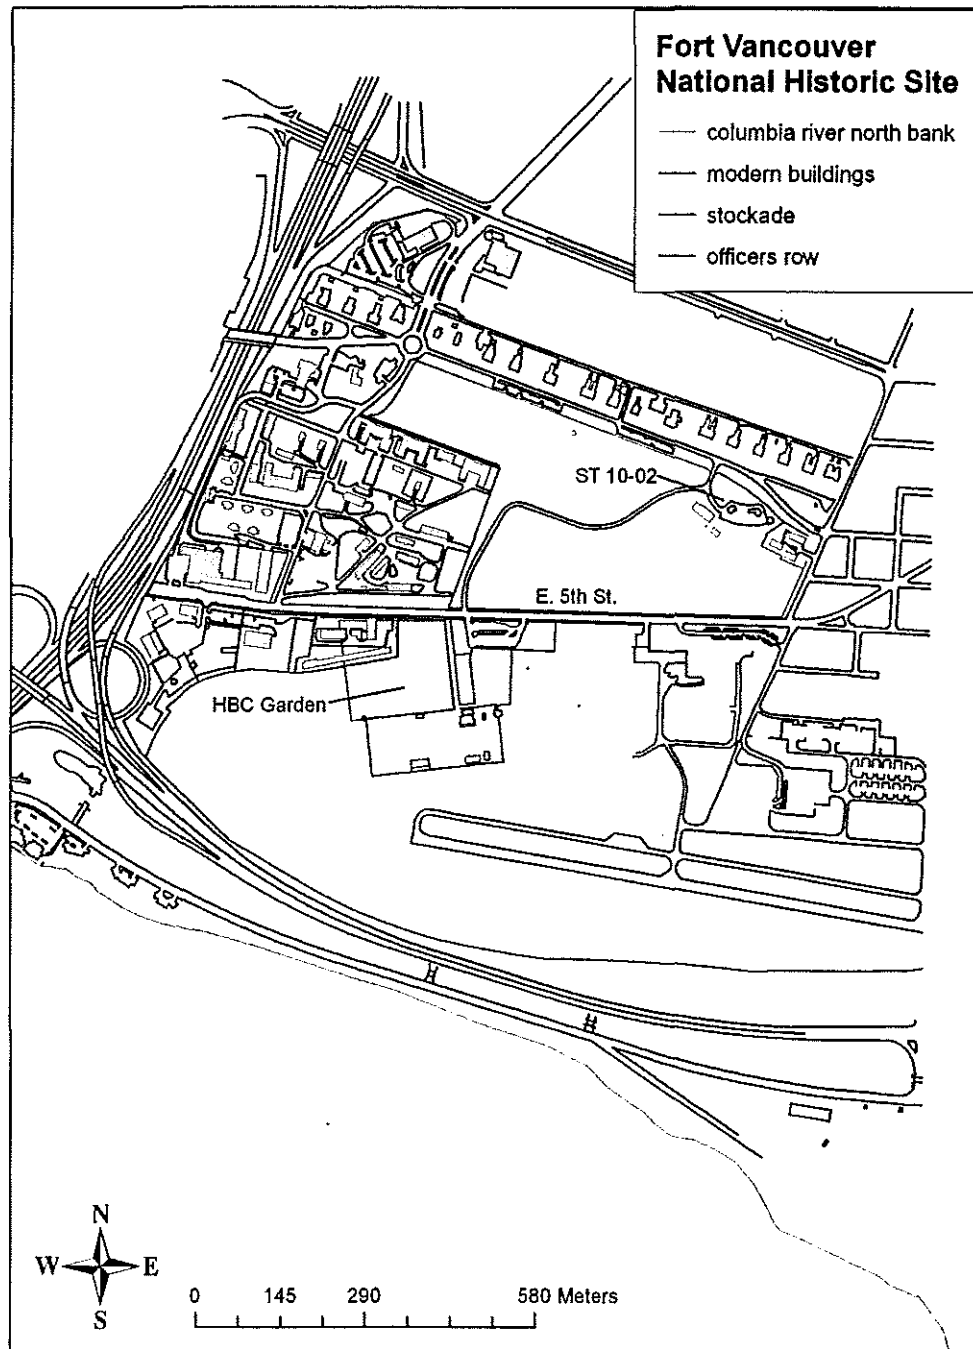 Fort Vancouver
National Historic Site
columbia river north bank
modern buildings
stockade
officers row
ST 10-02
E. 5th St.
HBC Garden
N
W E
S
0 145 290 580 Meters